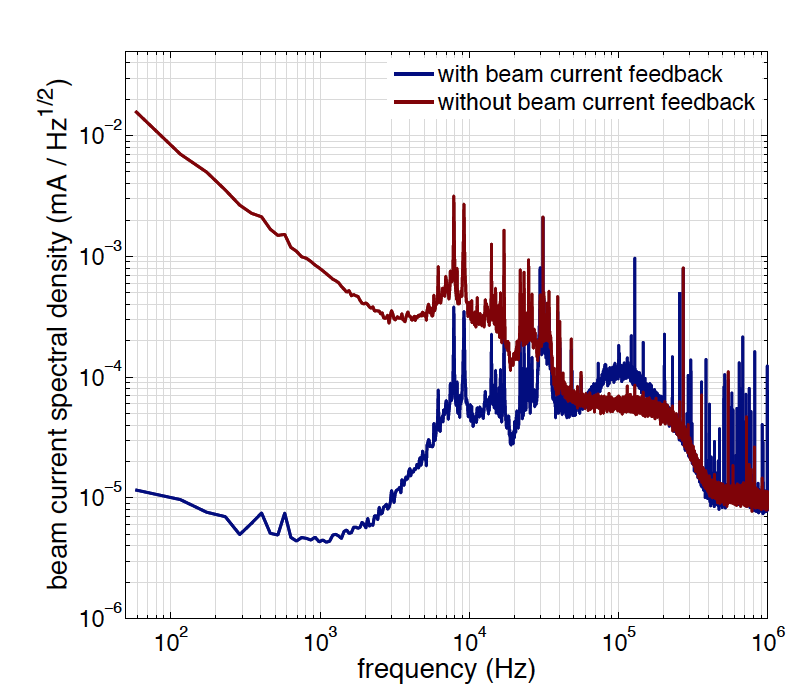 with beam current feedback
without beam current feedback
beam current spectral density (mA / Hz^1/2)
10^-2
10^-3
10^-4
10^-5
10^-6
10^2
10^3
10^4
10^5
10^6
frequency (Hz)